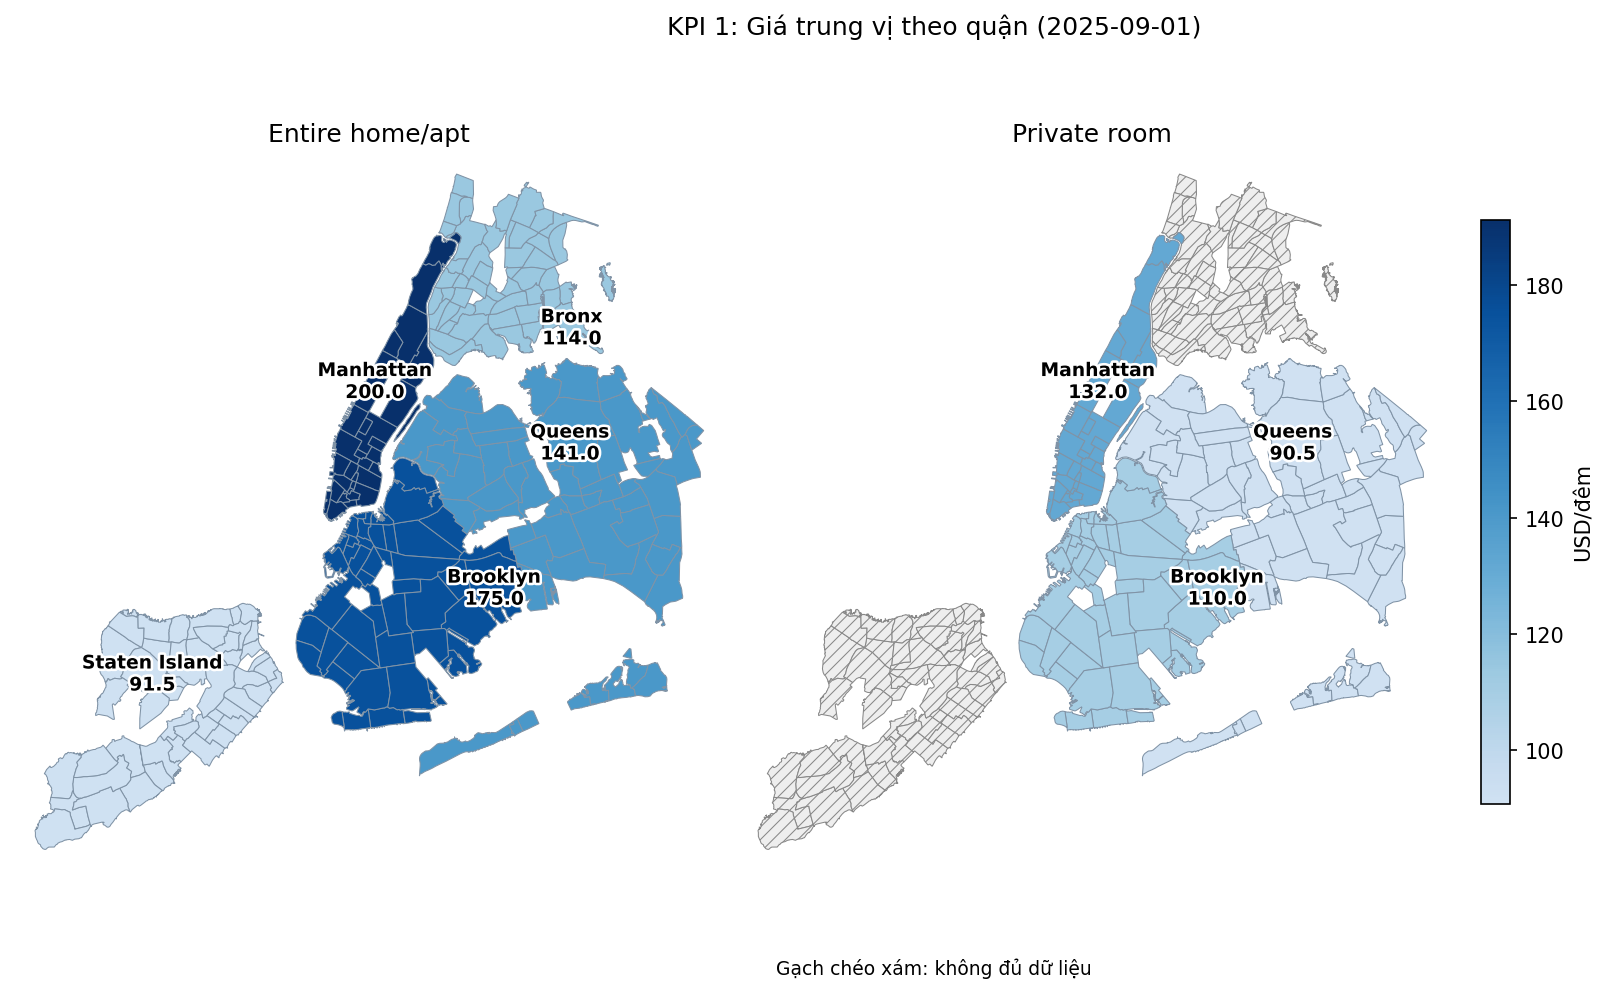 KPI 1: Giá trung vị theo quận (2025-09-01)
Entire home/apt
Bronx
114.0
Manhattan
200.0
Queens
141.0
Brooklyn
175.0
Staten Island
91.5
Private room
Manhattan
132.0
Queens
90.5
Brooklyn
110.0
180
160
140
120
100
USD/đêm
Gạch chéo xám: không đủ dữ liệu